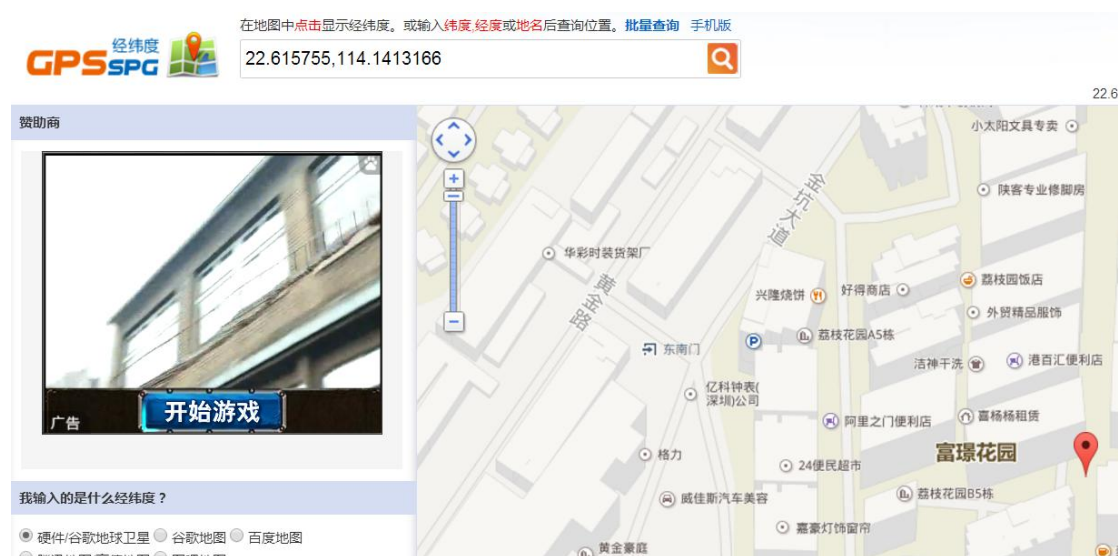 在地图中点击显示经纬度。或输入纬度,经度或地名后查询位置。批量查询 手机版
GPSspg 经纬度
22.615755,114.1413166
22.6
赞助商
广告
开始游戏
我输入的是什么经纬度？
硬件/谷歌地球卫星 谷歌地图 百度地图
小太阳文具专卖
陕客专业修脚房
金坑大道
华彩时装货架厂
黄金路
荔枝园饭店
兴隆烧饼
好得商店
外贸精品服饰
P
荔枝花园A5栋
东南门
洁神干洗
港百汇便利店
亿科钟表(
深圳)公司
阿里之门便利店
喜杨杨租赁
富璟花园
格力
24便民超市
威佳斯汽车美容
荔枝花园B5栋
嘉豪灯饰窗帘
黄金豪庭